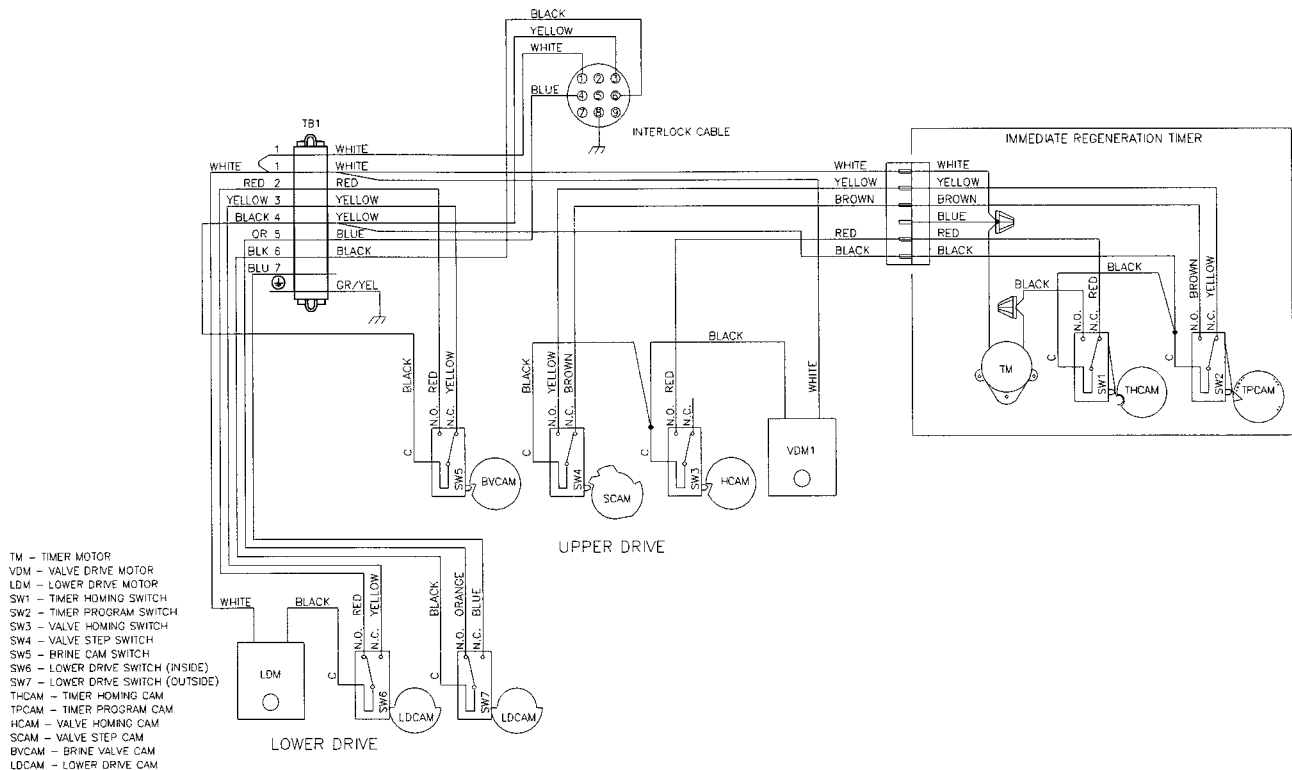 BLACK
YELLOW
WHITE
1 2 3
BLUE
4 5 6
7 8 9
INTERLOCK CABLE
TB1
IMMEDIATE REGENERATION TIMER
1 WHITE
WHITE 1 WHITE
RED 2 RED
YELLOW 3 YELLOW
BLACK 4 YELLOW
OR 5 BLUE
BLK 6 BLACK
BLU 7
GR/YEL
WHITE WHITE
YELLOW YELLOW
BROWN BROWN
BLUE
RED RED
BLACK BLACK
BLACK
BLACK
N.O.
N.C. RED
N.O. BROWN
N.C. YELLOW
TM
C
SW1
THCAM
C
SW2
TPCAM
BLACK
C
N.O. RED
N.C. YELLOW
SW5
BVCAM
BLACK
C
N.O. YELLOW
N.C. BROWN
SW4
SCAM
BLACK
C
N.O. RED
N.C.
SW3
HCAM
WHITE
VDM1
UPPER DRIVE
WHITE
BLACK
LDM
C
N.O. RED
N.C. YELLOW
SW6
LDCAM
BLACK
C
N.O. ORANGE
N.C. BLUE
SW7
LDCAM
LOWER DRIVE
TM – TIMER MOTOR
VDM – VALVE DRIVE MOTOR
LDM – LOWER DRIVE MOTOR
SW1 – TIMER HOMING SWITCH
SW2 – TIMER PROGRAM SWITCH
SW3 – VALVE HOMING SWITCH
SW4 – VALVE STEP SWITCH
SW5 – BRINE CAM SWITCH
SW6 – LOWER DRIVE SWITCH (INSIDE)
SW7 – LOWER DRIVE SWITCH (OUTSIDE)
THCAM – TIMER HOMING CAM
TPCAM – TIMER PROGRAM CAM
HCAM – VALVE HOMING CAM
SCAM – VALVE STEP CAM
BVCAM – BRINE VALVE CAM
LDCAM – LOWER DRIVE CAM